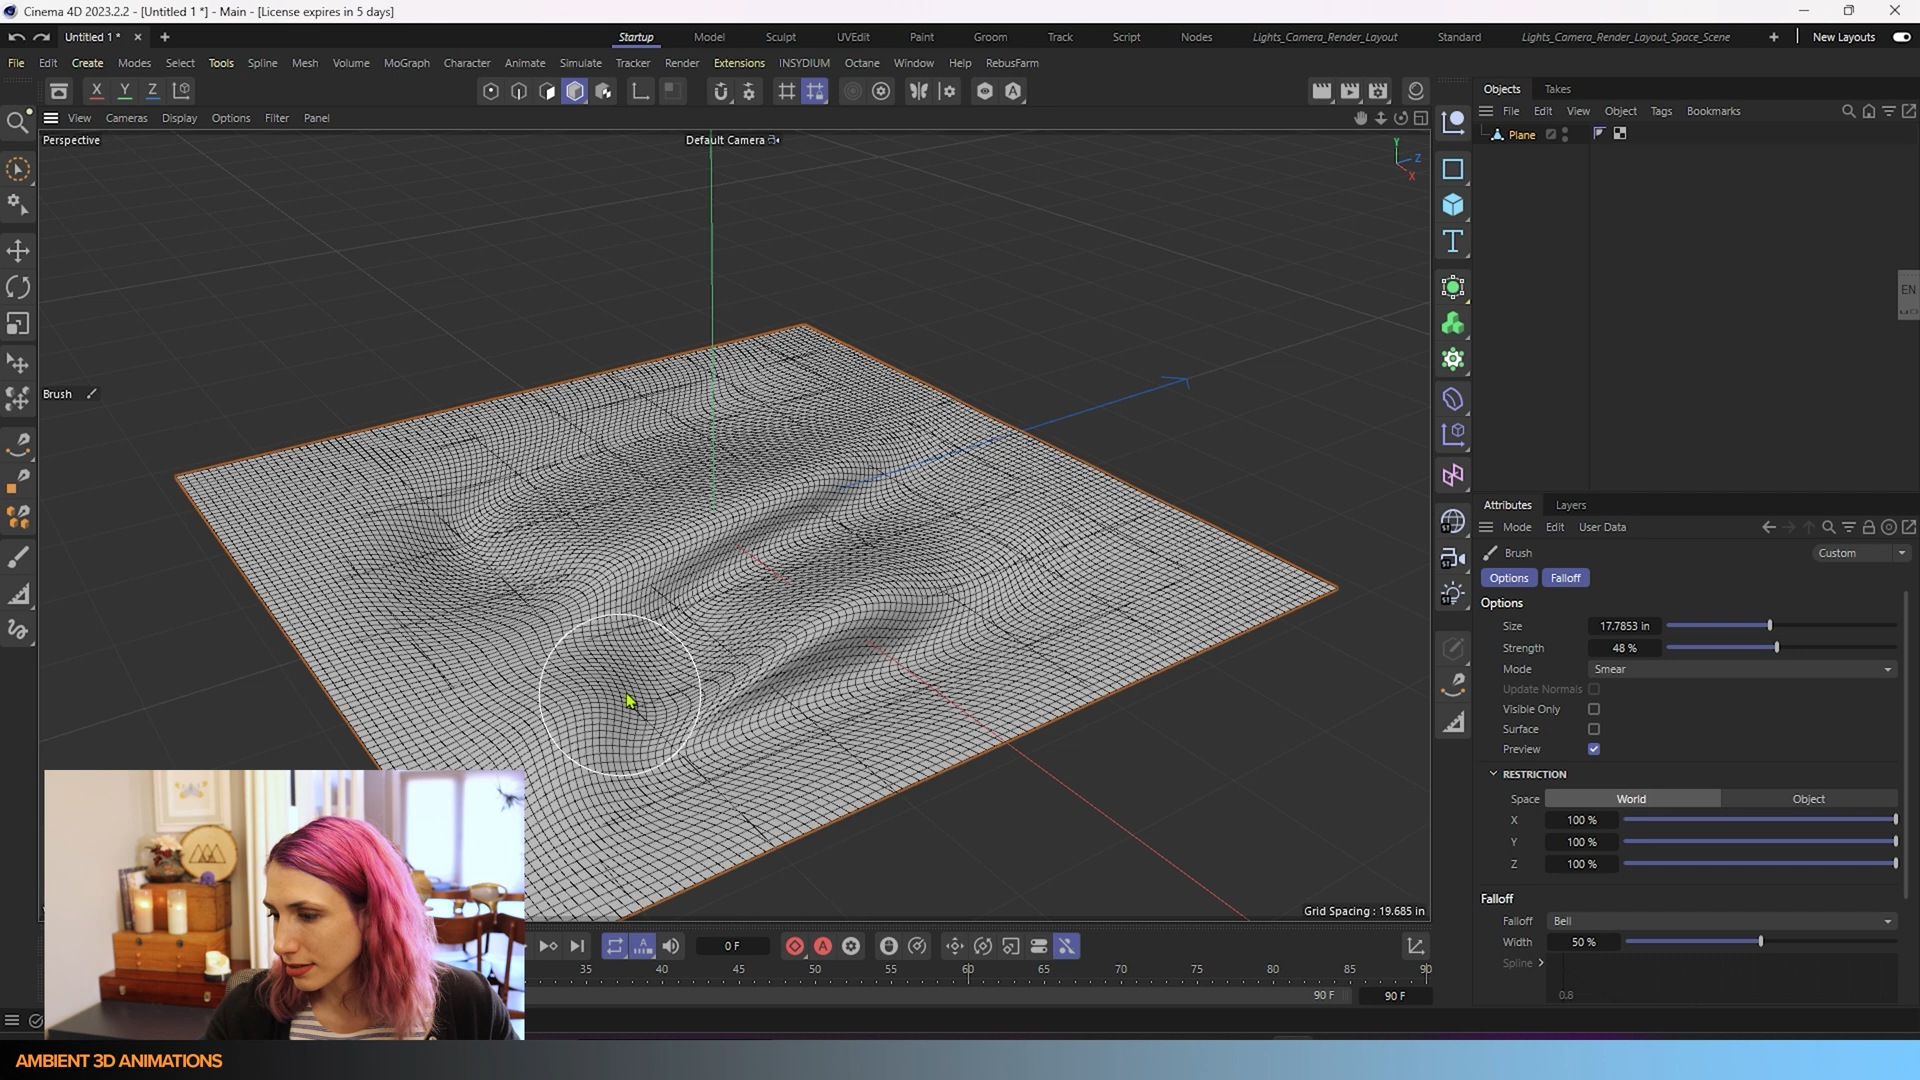 Cinema 4D 2023.2.2 - [Untitled 1 *] - Main - [License expires in 5 days]
Untitled 1 *
Startup Model Sculpt UVEdit Paint Groom Track Script Nodes Lights_Camera_Render_Layout Standard Lights_Camera_Render_Layout_Space_Scene New Layouts
File Edit Create Modes Select Tools Spline Mesh Volume MoGraph Character Animate Simulate Tracker Render Extensions INSYDIUM Octane Window Help RebusFarm
X Y Z
Objects Takes
View Cameras Display Options Filter Panel
File Edit View Object Tags Bookmarks
Perspective
Default Camera
Y
Z
X
Plane
EN
Brush
Attributes Layers
Mode Edit User Data
Brush
Custom
Options Falloff
Options
Size 17.7853 in
Strength 48 %
Mode Smear
Update Normals
Visible Only
Surface
Preview
RESTRICTION
Space World Object
X 100 %
Y 100 %
Z 100 %
Falloff
Falloff Bell
Width 50 %
Spline
0.8
Grid Spacing : 19.685 in
0 F
35 40 45 50 55 60 65 70 75 80 85 90
90 F 90 F
AMBIENT 3D ANIMATIONS